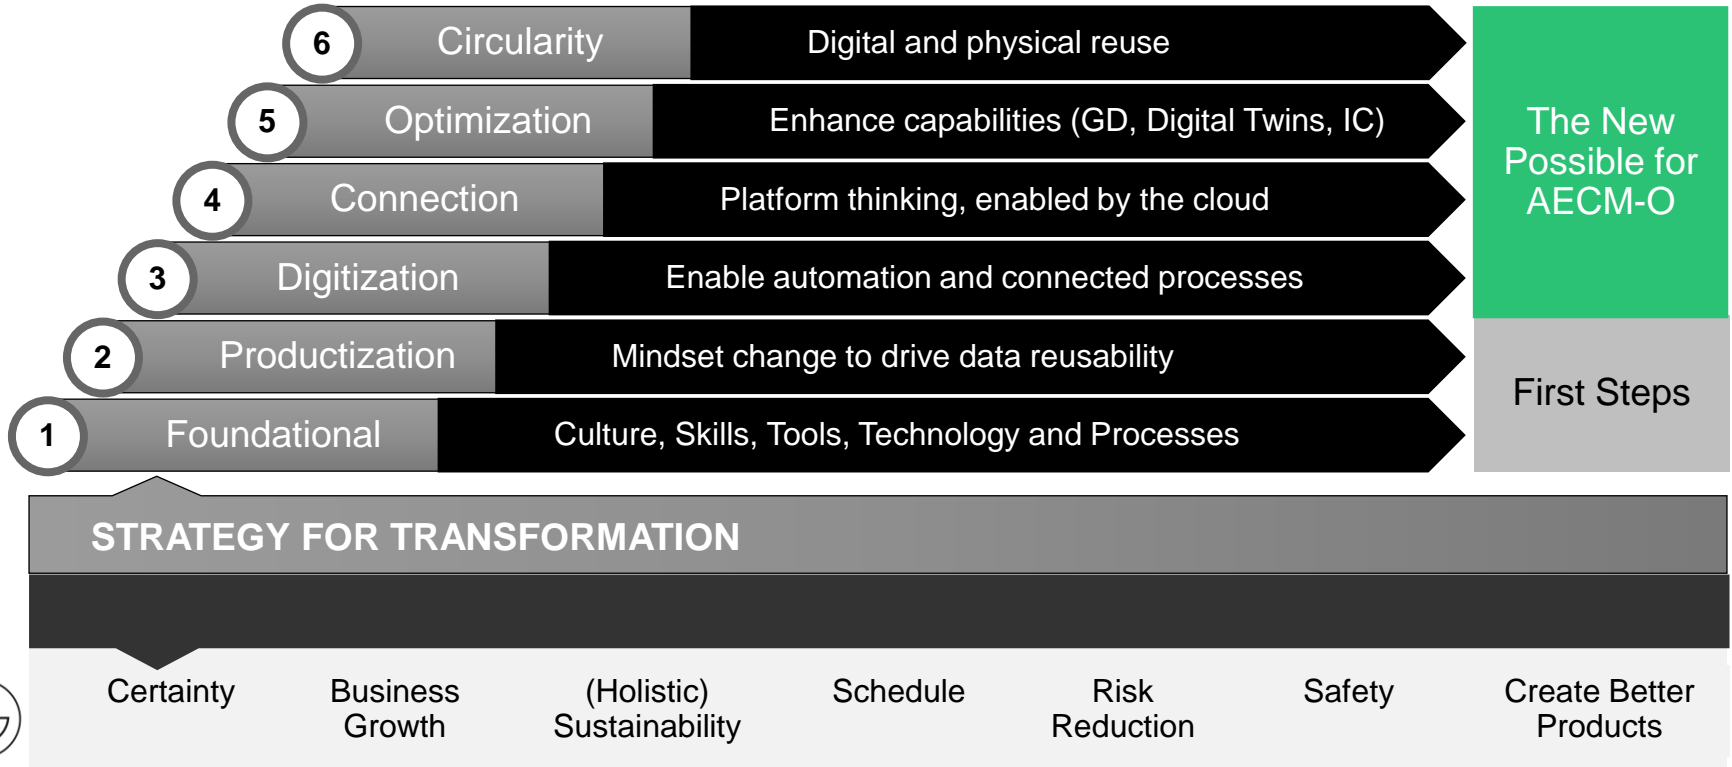 6
Circularity
Digital and physical reuse
5
Optimization
Enhance capabilities (GD, Digital Twins, IC)
4
Connection
Platform thinking, enabled by the cloud
3
Digitization
Enable automation and connected processes
2
Productization
Mindset change to drive data reusability
1
Foundational
Culture, Skills, Tools, Technology and Processes
The New
Possible for
AECM-O
First Steps
STRATEGY FOR TRANSFORMATION
Certainty
Business
Growth
(Holistic)
Sustainability
Schedule
Risk
Reduction
Safety
Create Better
Products